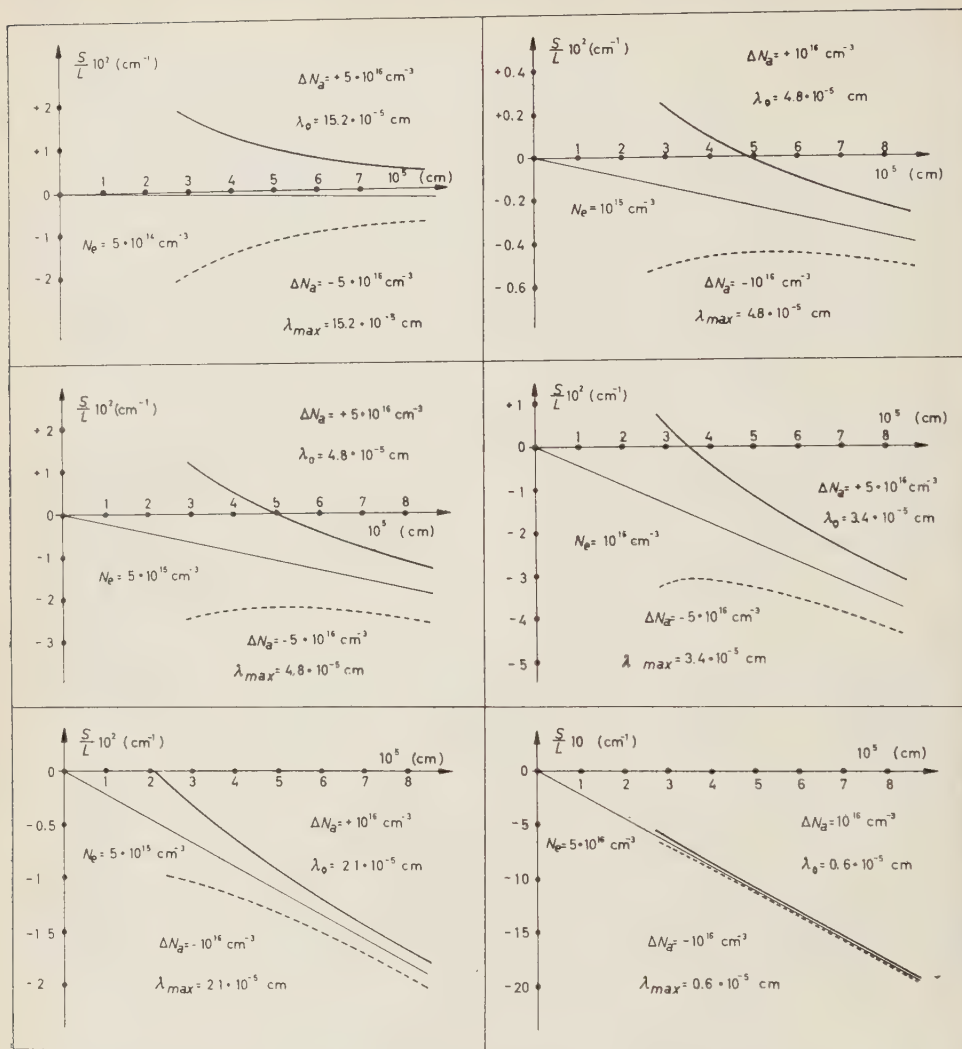 S/L 10² (cm⁻¹)
ΔNₐ = + 5 • 10¹⁶ cm⁻³
λ₀ = 15.2 • 10⁻⁵ cm
+ 2
+ 1
0
- 1
- 2
1 2 3 4 5 6 7 10⁵ (cm)
Nₑ = 5 • 10¹⁴ cm⁻³
ΔNₐ = - 5 • 10¹⁶ cm⁻³
λmax = 15.2 • 10⁻⁵ cm
S/L 10² (cm⁻¹)
ΔNₐ = + 10¹⁶ cm⁻³
λ₀ = 4.8 • 10⁻⁵ cm
+ 0.4
+0.2
0
- 0.2
- 0.4
- 0.6
1 2 3 4 5 6 7 8
10⁵ (cm)
Nₑ = 10¹⁵ cm⁻³
ΔNₐ = -10¹⁶ cm⁻³
λmax = 4.8 • 10⁻⁵ cm
S/L 10² (cm⁻¹)
ΔNₐ = + 5 • 10¹⁶ cm⁻³
λ₀ = 4.8 • 10⁻⁵ cm
+ 2
+ 1
0
- 1
- 2
- 3
1 2 3 4 5 6 7 8
10⁵ (cm)
Nₑ = 5 • 10¹⁵ cm⁻³
ΔNₐ = - 5 • 10¹⁶ cm⁻³
λmax = 4.8 • 10⁻⁵ cm
S/L 10² (cm⁻¹)
10⁵ (cm)
+ 1
0
- 1
- 2
- 3
- 4
- 5
1 2 3 4 5 6 7 8
ΔNₐ = + 5 • 10¹⁶ cm⁻³
λ₀ = 3.4 • 10⁻⁵ cm
Nₑ = 10¹⁶ cm⁻³
ΔNₐ = - 5 • 10¹⁶ cm⁻³
λ max = 3.4 • 10⁻⁵ cm
S/L 10² (cm⁻¹)
10⁵ (cm)
0
- 0.5
- 1
- 1 5
- 2
1 2 3 4 5 6 7 8
ΔNₐ = + 10¹⁶ cm⁻³
λ₀ = 2 1 • 10⁻⁵ cm
Nₑ = 5 • 10¹⁵ cm⁻³
ΔNₐ = - 10¹⁶ cm⁻³
λmax = 2 1 • 10⁻⁵ cm
S/L 10 (cm⁻¹)
10⁵ (cm)
0
- 5
- 10
- 15
- 20
1 2 3 4 5 6 7 8
ΔNₐ = 10¹⁶ cm⁻³
λ₀ = 0.6 • 10⁻⁵ cm
Nₑ = 5 • 10¹⁶ cm⁻³
ΔNₐ = -10¹⁶ cm⁻³
λmax = 0.6 • 10⁻⁵ cm